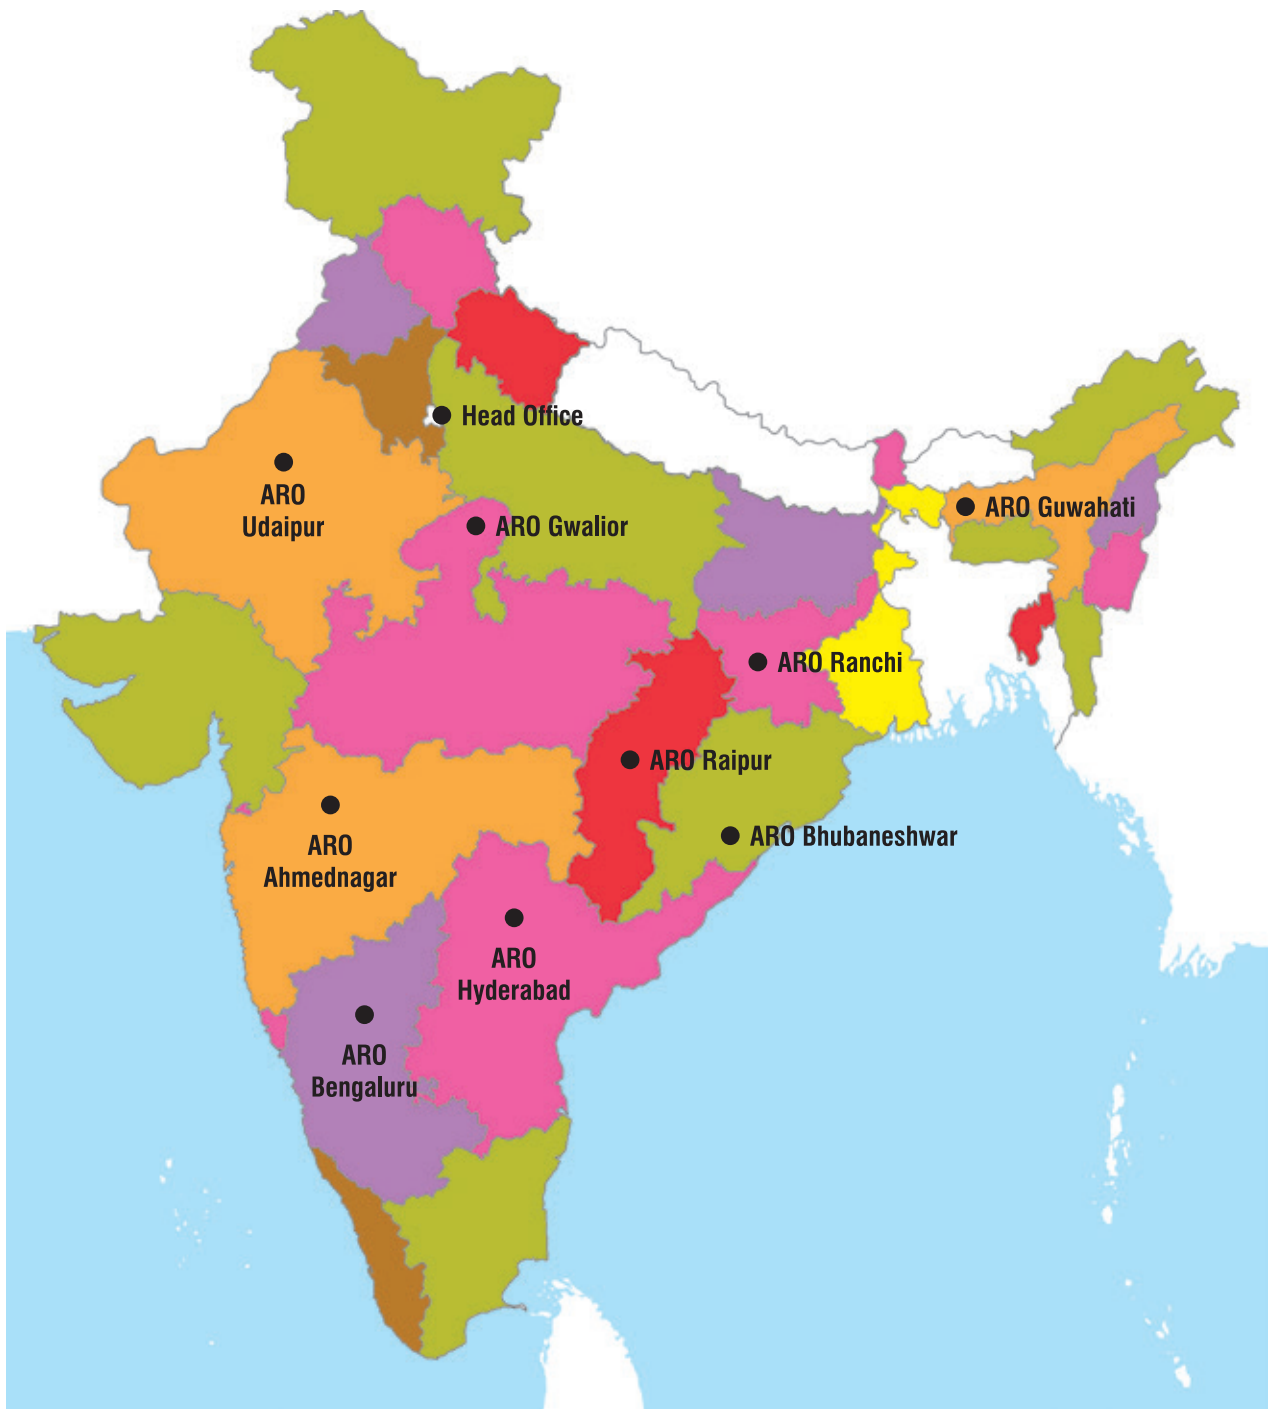 Head Office
ARO
Udaipur
ARO Gwalior
ARO Guwahati
ARO Ranchi
ARO Raipur
ARO Bhubaneshwar
ARO
Ahmednagar
ARO
Hyderabad
ARO
Bengaluru